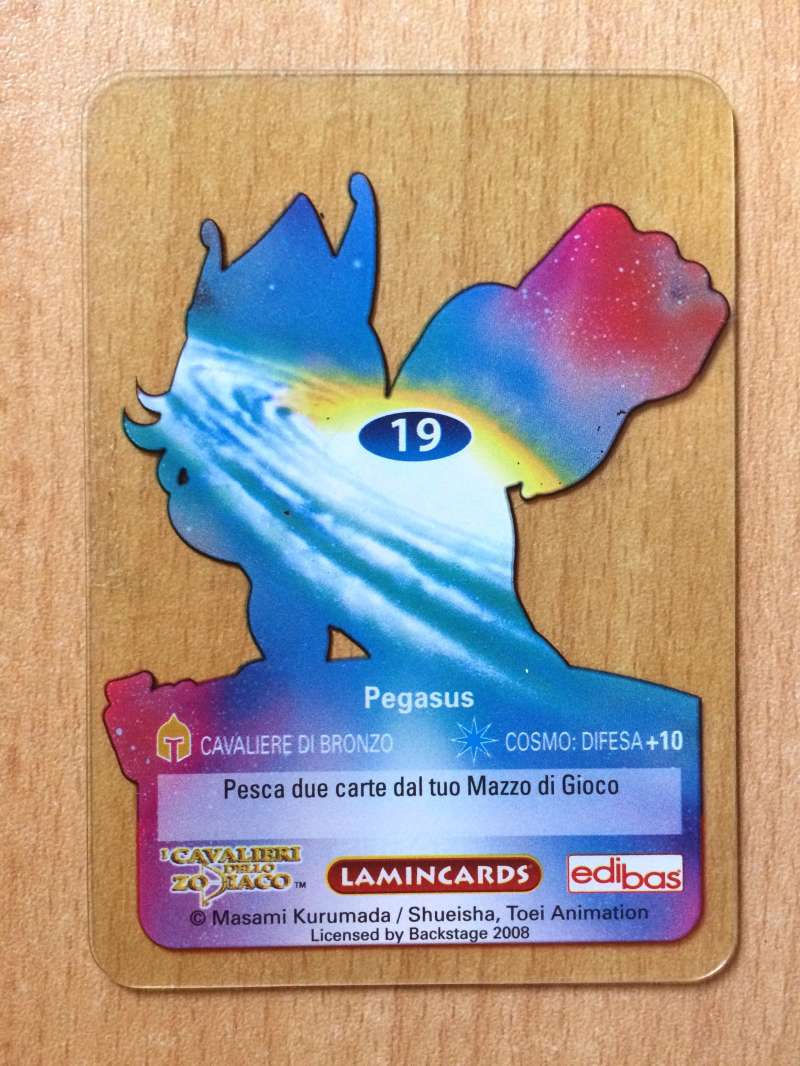 19
Pegasus
CAVALIERE DI BRONZO COSMO: DIFESA +10
Pesca due carte dal tuo Mazzo di Gioco
I CAVALIERI
DELLO
ZODIACO™
LAMINCARDS®
edibas®
© Masami Kurumada / Shueisha, Toei Animation
Licensed by Backstage 2008